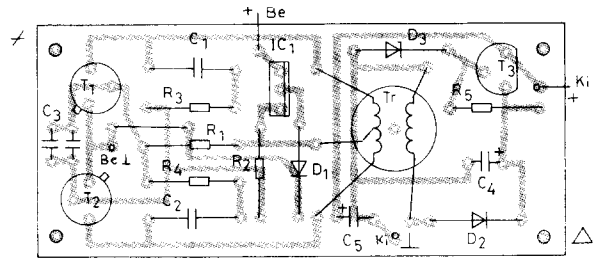 + Be
C1
IC1
D3
T1
T3
Ki
+
R3
Tr
R5
C3
R1
Be ⊥
R2
R4
D1
C4
+
T2
C2
+
C5
Ki
⊥
D2